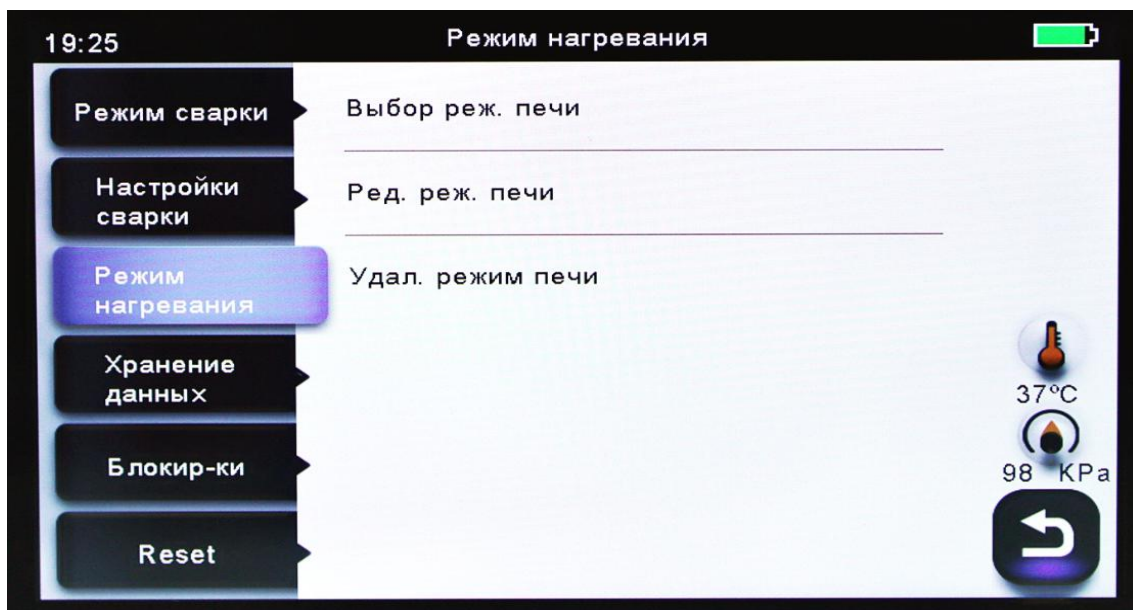 19:25
Режим нагревания
Режим сварки
Выбор реж. печи
Настройки
сварки
Ред. реж. печи
Режим
нагревания
Удал. режим печи
Хранение
данных
37°C
Блокир-ки
98 KPa
Reset